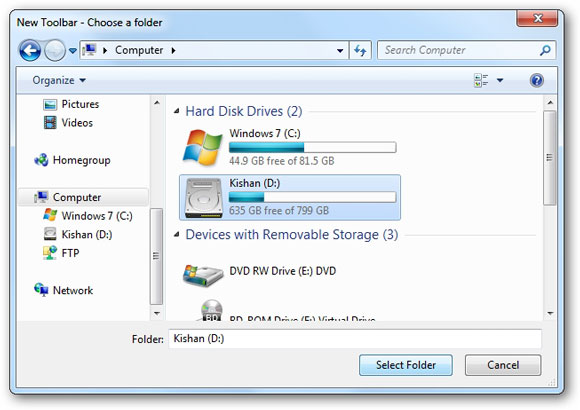 New Toolbar - Choose a folder
Computer
Search Computer
Organize
Pictures
Videos
Homegroup
Computer
Windows 7 (C:)
Kishan (D:)
FTP
Network
Hard Disk Drives (2)
Windows 7 (C:)
44.9 GB free of 81.5 GB
Kishan (D:)
635 GB free of 799 GB
Devices with Removable Storage (3)
DVD RW Drive (E:) DVD
BD-ROM Drive (F:) Virtual Drive
Folder: Kishan (D:)
Select Folder
Cancel